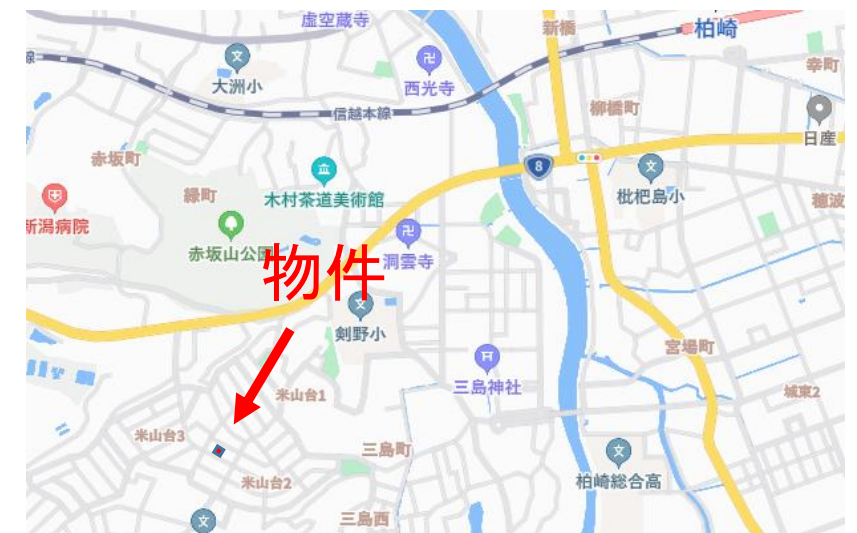 虚空蔵寺
新橋
柏崎
大洲小
西光寺
幸町
信越本線
柳橋町
日産
赤坂町
8
木村茶道美術館
枇杷島小
緑町
穂波
新潟病院
赤坂山公園
洞雲寺
物件
剣野小
宮場町
三島神社
米山台1
城東2
米山台3
三島町
米山台2
柏崎総合高
三島西